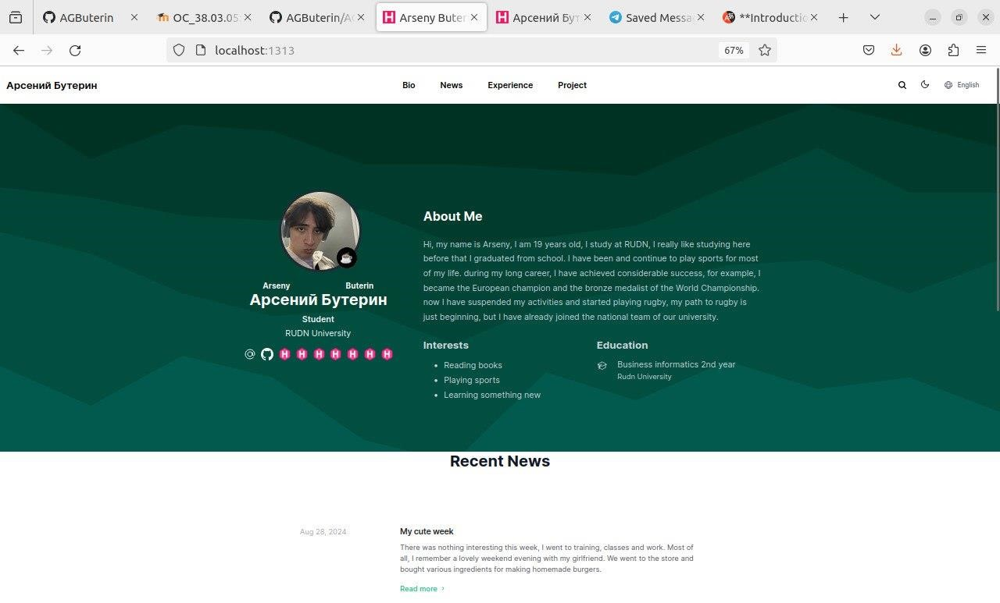 AGButerin
OC_38.03.05
AGButerin/A
Arseny Buter
Арсений Бут
Saved Messa
**Introductio
localhost:1313
67%
Арсений Бутерин
Bio
News
Experience
Project
English
Arseny Buterin
Арсений Бутерин
Student
RUDN University
About Me
Hi, my name is Arseny, I am 19 years old, I study at RUDN, I really like studying here
before that I graduated from school. I have been and continue to play sports for most
of my life. during my long career, I have achieved considerable success, for example, I
became the European champion and the bronze medalist of the World Championship.
now I have suspended my activities and started playing rugby, my path to rugby is
just beginning, but I have already joined the national team of our university.
Interests
Reading books
Playing sports
Learning something new
Education
Business informatics 2nd year
Rudn University
Recent News
Aug 28, 2024
My cute week
There was nothing interesting this week, I went to training, classes and work. Most of
all, I remember a lovely weekend evening with my girlfriend. We went to the store and
bought various ingredients for making homemade burgers.
Read more